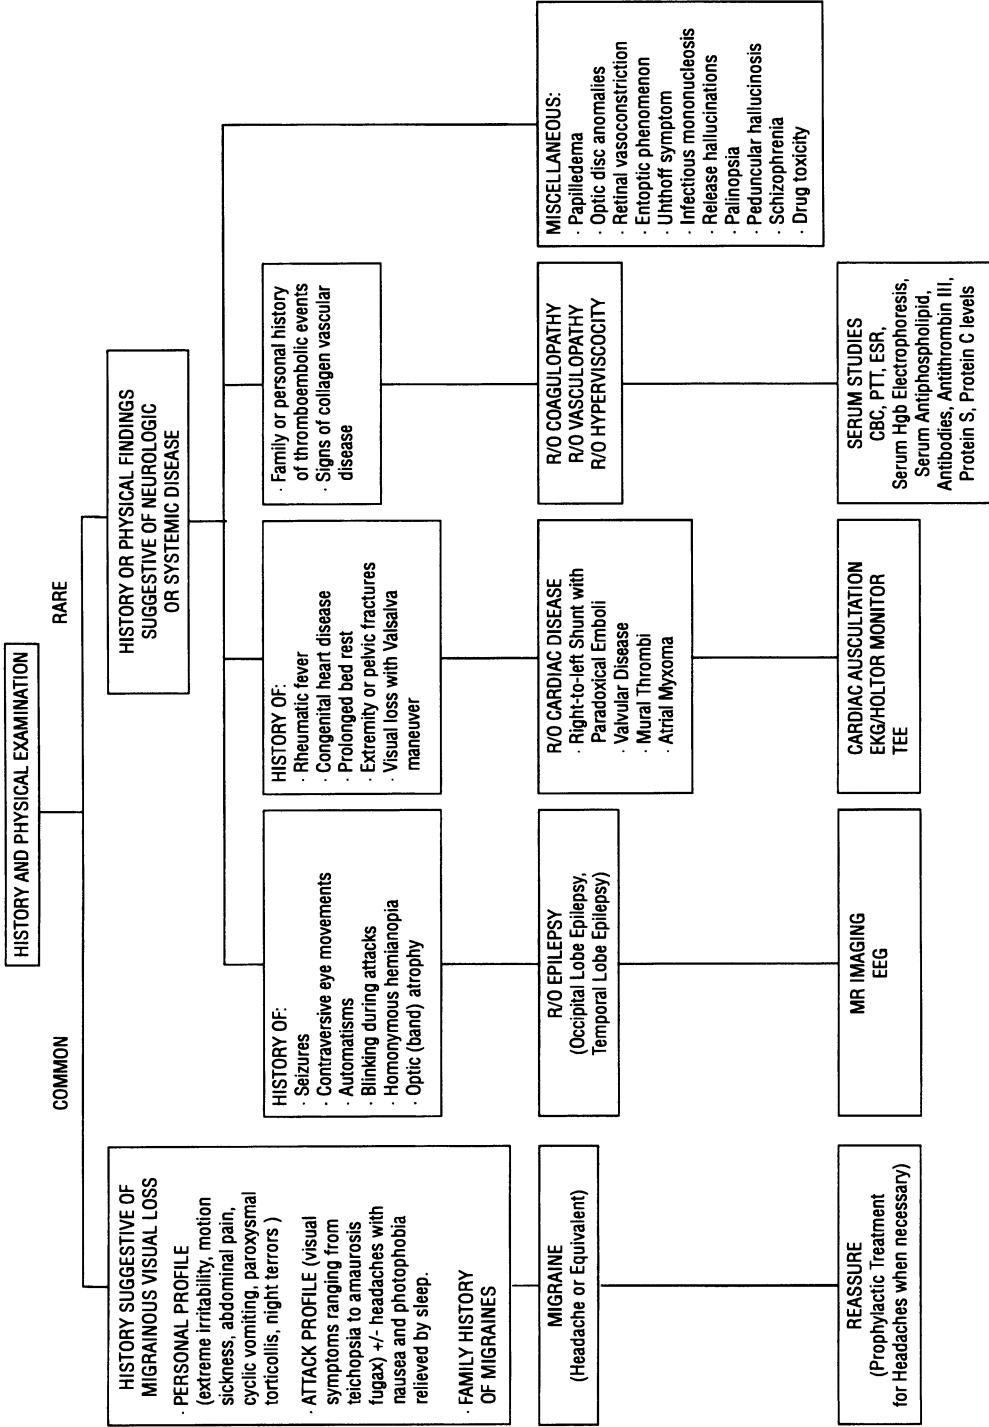 HISTORY AND PHYSICAL EXAMINATION
COMMON
RARE
HISTORY SUGGESTIVE OF
MIGRAINOUS VISUAL LOSS
· PERSONAL PROFILE
(extreme irritability, motion
sickness, abdominal pain,
cyclic vomiting, paroxysmal
torticollis, night terrors )
· ATTACK PROFILE (visual
symptoms ranging from
teichopsia to amaurosis
fugax) +/- headaches with
nausea and photophobia
relieved by sleep.
· FAMILY HISTORY
OF MIGRAINES
MIGRAINE
(Headache or Equivalent)
REASSURE
(Prophylactic Treatment
for Headaches when necessary)
HISTORY OR PHYSICAL FINDINGS
SUGGESTIVE OF NEUROLOGIC
OR SYSTEMIC DISEASE
HISTORY OF:
· Seizures
· Contraversive eye movements
· Automatisms
· Blinking during attacks
· Homonymous hemianopia
· Optic (band) atrophy
R/O EPILEPSY
(Occipital Lobe Epilepsy,
Temporal Lobe Epilepsy)
MR IMAGING
EEG
HISTORY OF:
· Rheumatic fever
· Congenital heart disease
· Prolonged bed rest
· Extremity or pelvic fractures
· Visual loss with Valsalva
maneuver
R/O CARDIAC DISEASE
· Right-to-left Shunt with
Paradoxical Emboli
· Valvular Disease
· Mural Thrombi
· Atrial Myxoma
CARDIAC AUSCULTATION
EKG/HOLTOR MONITOR
TEE
· Family or personal history
of thromboembolic events
· Signs of collagen vascular
disease
R/O COAGULOPATHY
R/O VASCULOPATHY
R/O HYPERVISCOCITY
SERUM STUDIES
CBC, PTT, ESR,
Serum Hgb Electrophoresis,
Serum Antiphospholipid,
Antibodies, Antithrombin III,
Protein S, Protein C levels
MISCELLANEOUS:
· Papilledema
· Optic disc anomalies
· Retinal vasoconstriction
· Entoptic phenomenon
· Uhthoff symptom
· Infectious mononucleosis
· Release hallucinations
· Palinopsia
· Peduncular hallucinosis
· Schizophrenia
· Drug toxicity